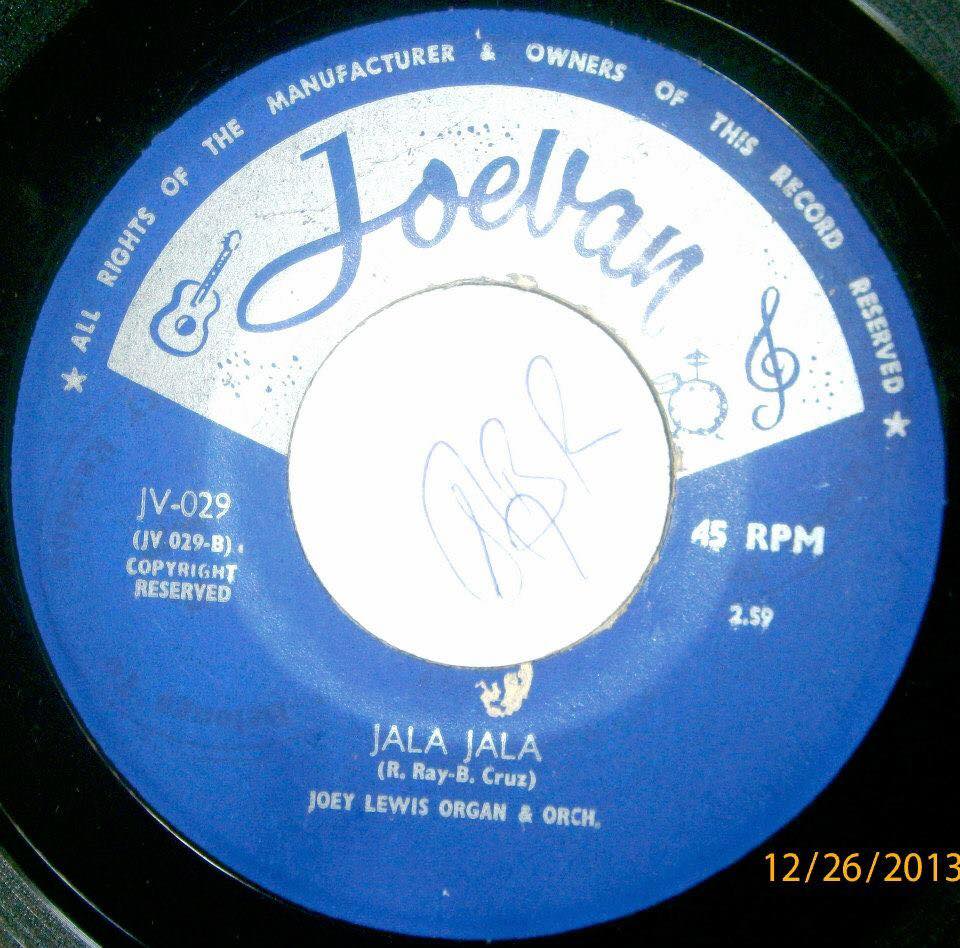 ★ ALL RIGHTS OF THE MANUFACTURER & OWNERS OF THIS RECORD RESERVED ★
Joevan
JV-029
(JV 029-B).
COPYRIGHT
RESERVED
45 RPM
2.59
JALA JALA
(R. Ray-B. Cruz)
JOEY LEWIS ORGAN & ORCH.
12/26/2013